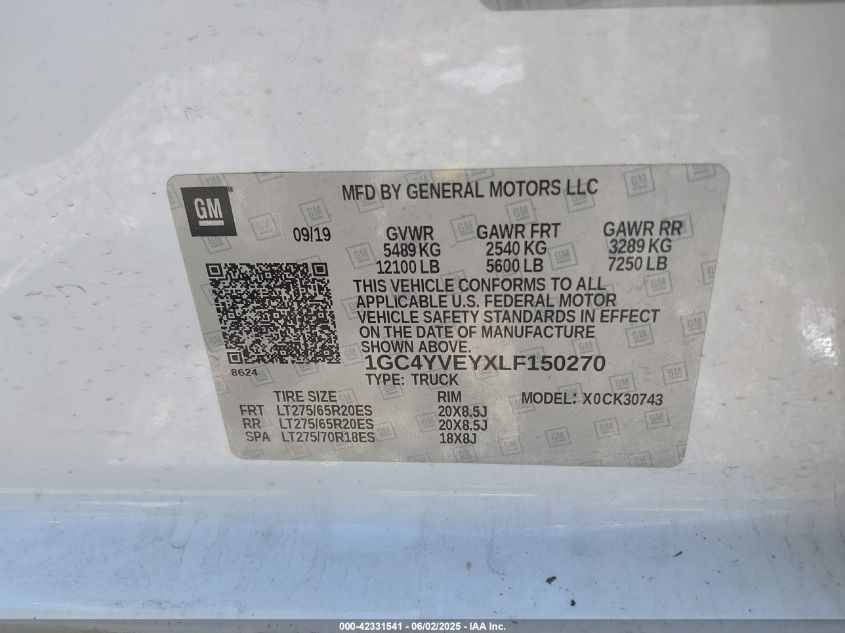 GM
MFD BY GENERAL MOTORS LLC
09/19 GVWR GAWR FRT GAWR RR
5489 KG 2540 KG 3289 KG
12100 LB 5600 LB 7250 LB
THIS VEHICLE CONFORMS TO ALL
APPLICABLE U.S. FEDERAL MOTOR
VEHICLE SAFETY STANDARDS IN EFFECT
ON THE DATE OF MANUFACTURE
SHOWN ABOVE.
8624
1GC4YVEYXLF150270
TYPE: TRUCK
TIRE SIZE RIM MODEL: X0CK30743
FRT LT275/65R20ES 20X8.5J
RR LT275/65R20ES 20X8.5J
SPA LT275/70R18ES 18X8J
000-42331541 | 06/02/2025 - IAA Inc.